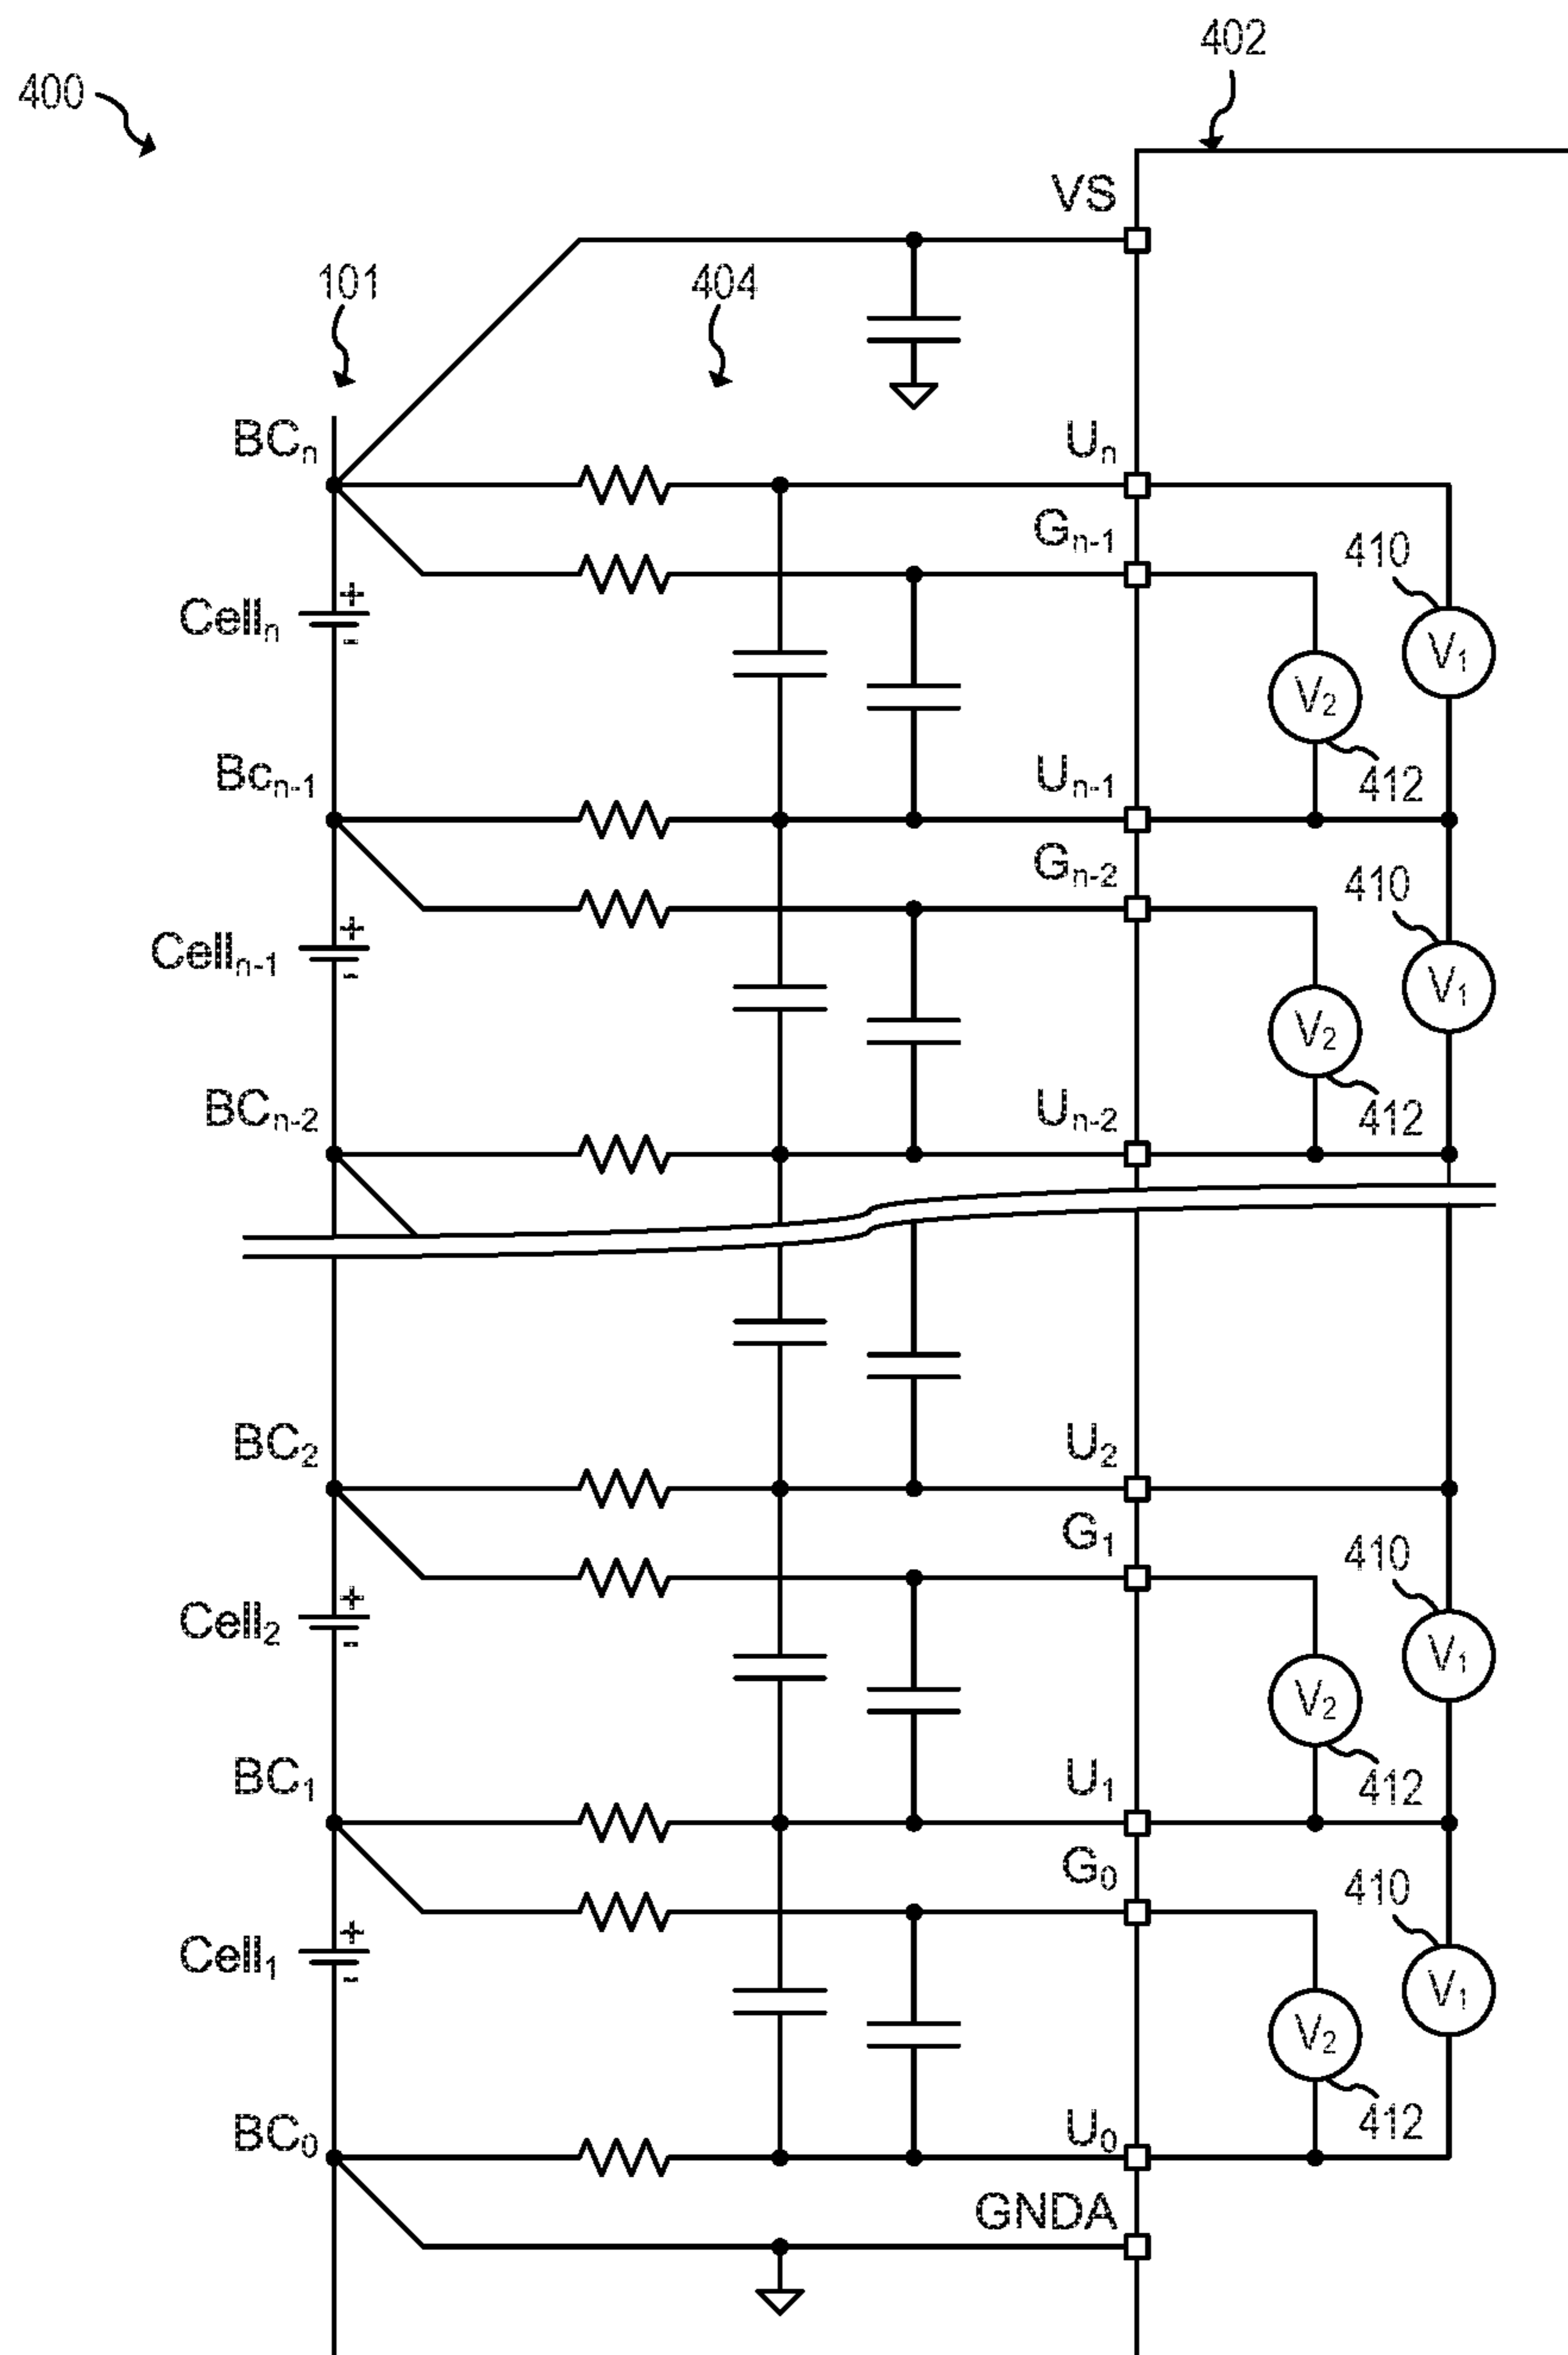 402
400
VS
101
404
BCn
Un
Gn-1
410
+
Celln
V1
-
V2
Bcn-1
Un-1
412
Gn-2
410
+
Celln-1
-
V1
V2
BCn-2
Un-2
412
BC2
U2
G1
410
+
Cell2
-
V1
V2
BC1
U1
412
G0
410
+
Cell1
-
V1
V2
BC0
U0
412
GNDA